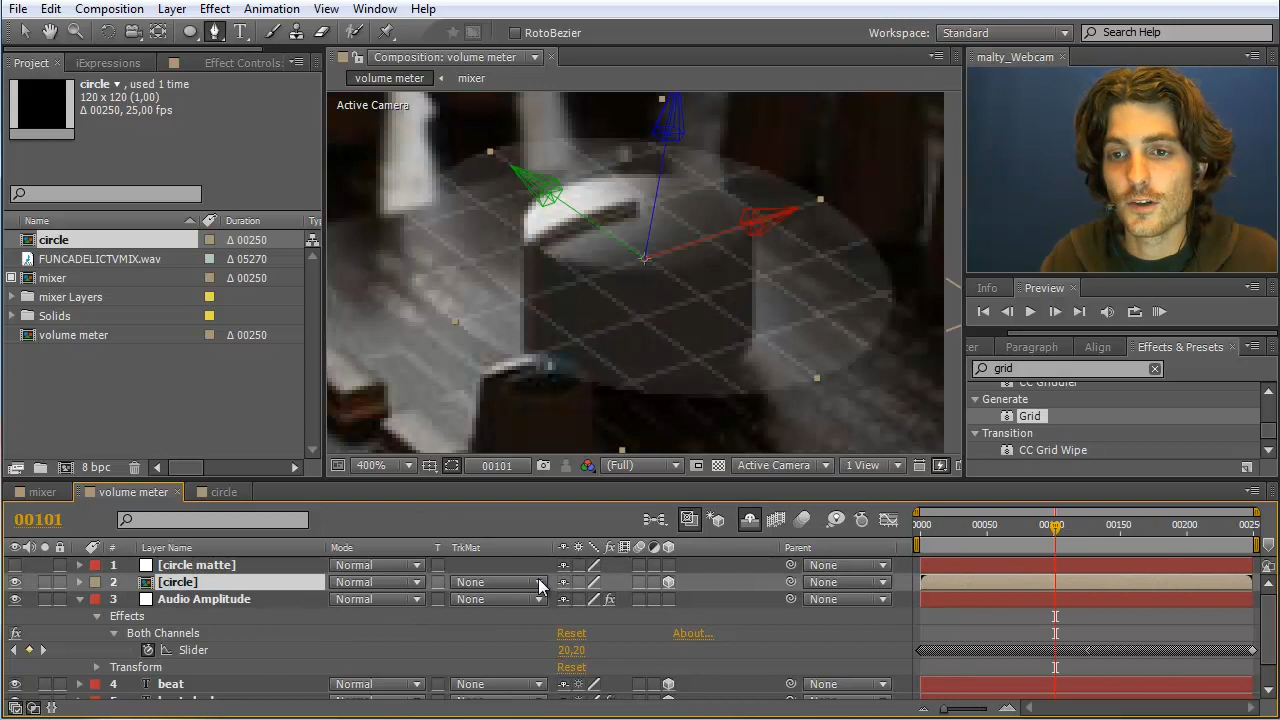 File Edit Composition Layer Effect Animation View Window Help
RotoBezier Workspace: Standard Search Help
Project × iExpressions Effect Controls: Composition: volume meter malty_Webcam ×
circle ▾, used 1 time
120 x 120 (1,00)
Δ 00250, 25,00 fps
volume meter mixer
Active Camera
Name Duration Ty
circle Δ 00250
FUNCADELICTVMIX.wav Δ 05270
mixer Δ 00250
mixer Layers
Solids
volume meter Δ 00250
8 bpc
400% 00101 (Full) Active Camera 1 View
Info Preview ×
Paragraph Align Effect & Presets ×
grid
CC Griddler
Generate
Grid
Transition
CC Grid Wipe
mixer volume meter × circle
00101
0000 00050 00100 00150 00200 0025
# Layer Name Mode T TrkMat Parent
1 [circle matte] Normal None
2 [circle] Normal None None
3 Audio Amplitude Normal None None
Effects
Both Channels Reset About...
Slider 20,20
Transform Reset
4 beat Normal None None